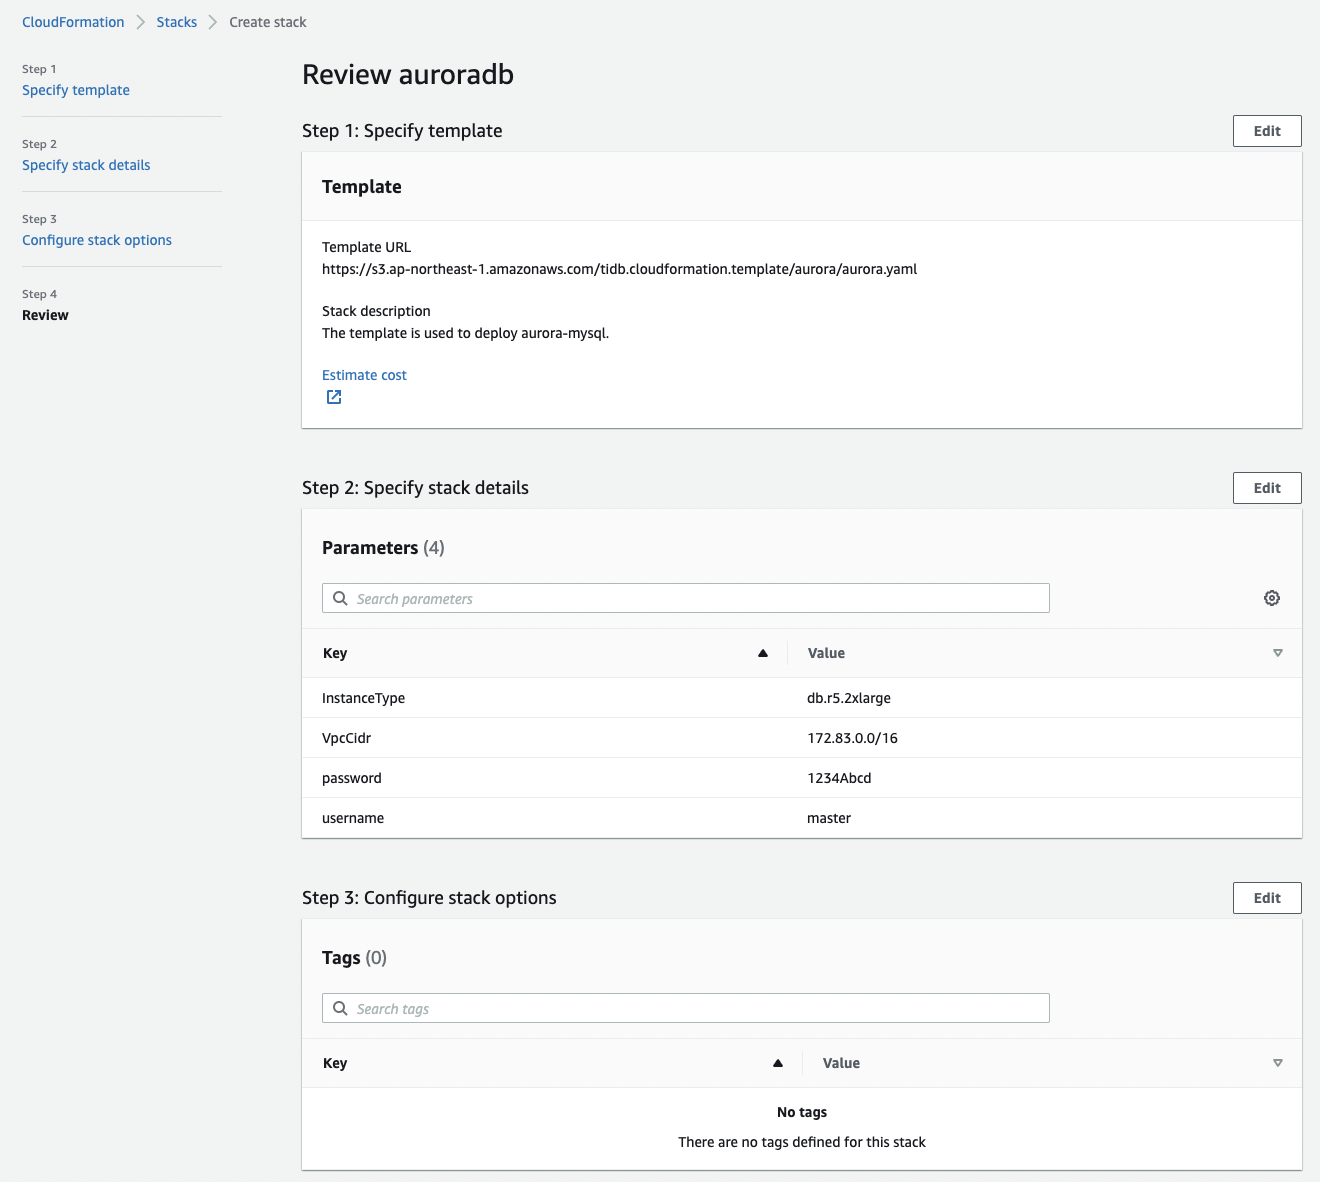 CloudFormation > Stacks > Create stack
Step 1
Specify template
Step 2
Specify stack details
Step 3
Configure stack options
Step 4
Review
Review auroradb
Step 1: Specify template
Edit
Template
Template URL
https://s3.ap-northeast-1.amazonaws.com/tidb.cloudformation.template/aurora/aurora.yaml
Stack description
The template is used to deploy aurora-mysql.
Estimate cost
Step 2: Specify stack details
Edit
Parameters (4)
Search parameters
Key Value
InstanceType db.r5.2xlarge
VpcCidr 172.83.0.0/16
password 1234Abcd
username master
Step 3: Configure stack options
Edit
Tags (0)
Search tags
Key Value
No tags
There are no tags defined for this stack